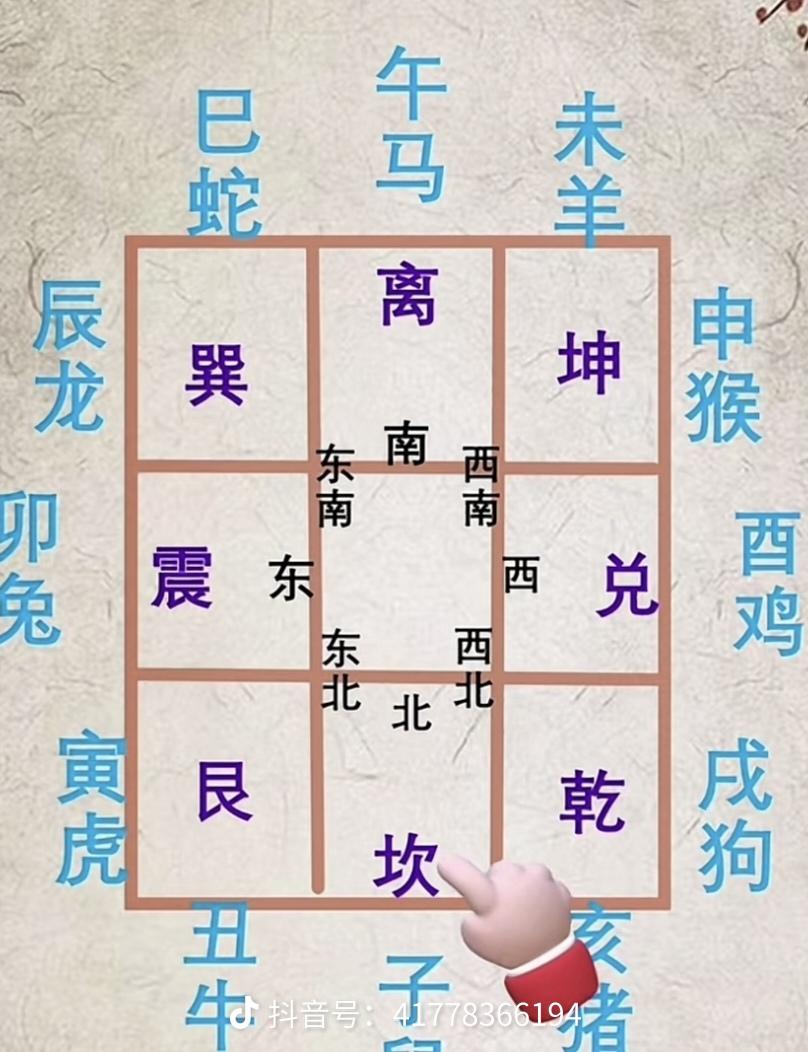 午马
巳蛇
未羊
辰龙
申猴
离
巽
坤
南
东南
西南
卯兔
酉鸡
震
东
西
兑
东北
西北
北
寅虎
戌狗
艮
乾
坎
丑牛
子鼠
亥猪
抖音号：41778366194